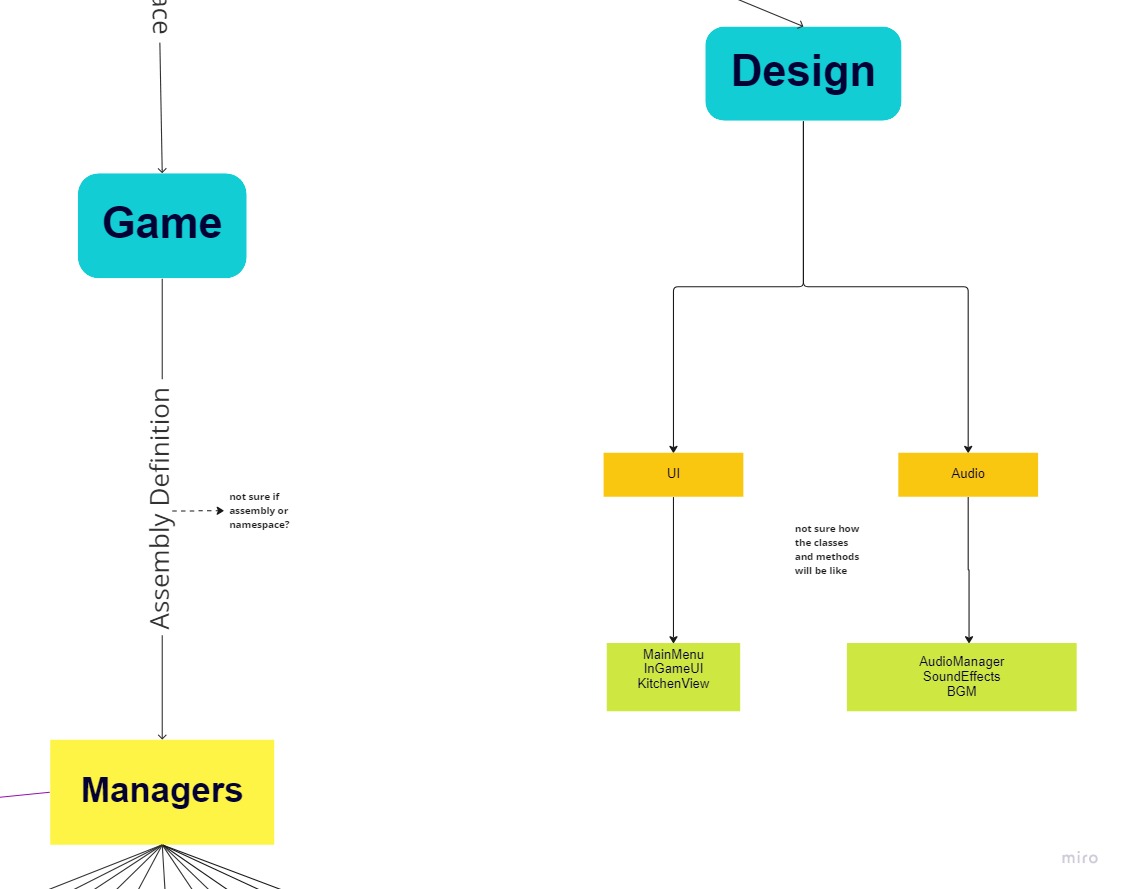 ace
Design
Game
Assembly Definition
not sure if
assembly or
namespace?
UI
Audio
not sure how
the classes
and methods
will be like
MainMenu
InGameUI
KitchenView
AudioManager
SoundEffects
BGM
Managers
miro